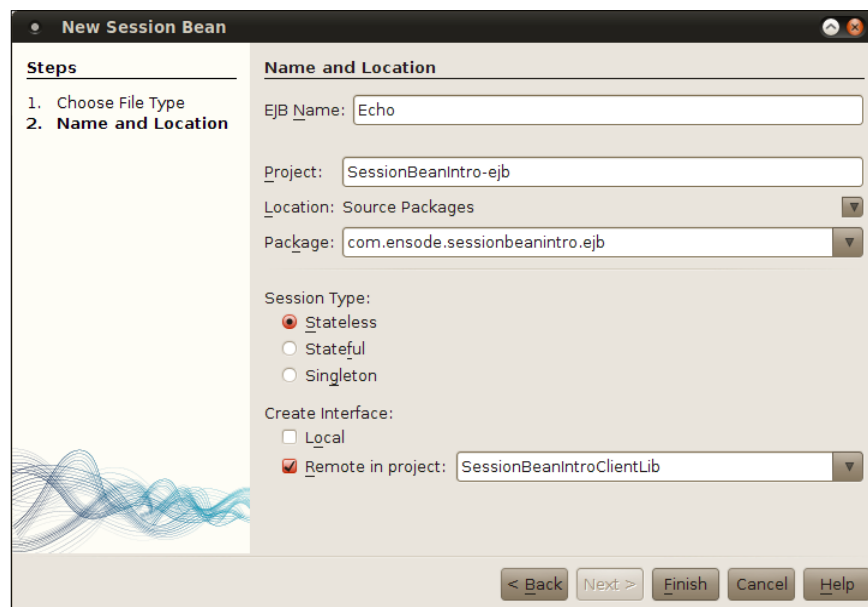 New Session Bean
Steps
1. Choose File Type
2. Name and Location
Name and Location
EJB Name: Echo
Project: SessionBeanIntro-ejb
Location: Source Packages
Package: com.ensode.sessionbeanintro.ejb
Session Type:
Stateless
Stateful
Singleton
Create Interface:
Local
Remote in project: SessionBeanIntroClientLib
< Back Next > Finish Cancel Help